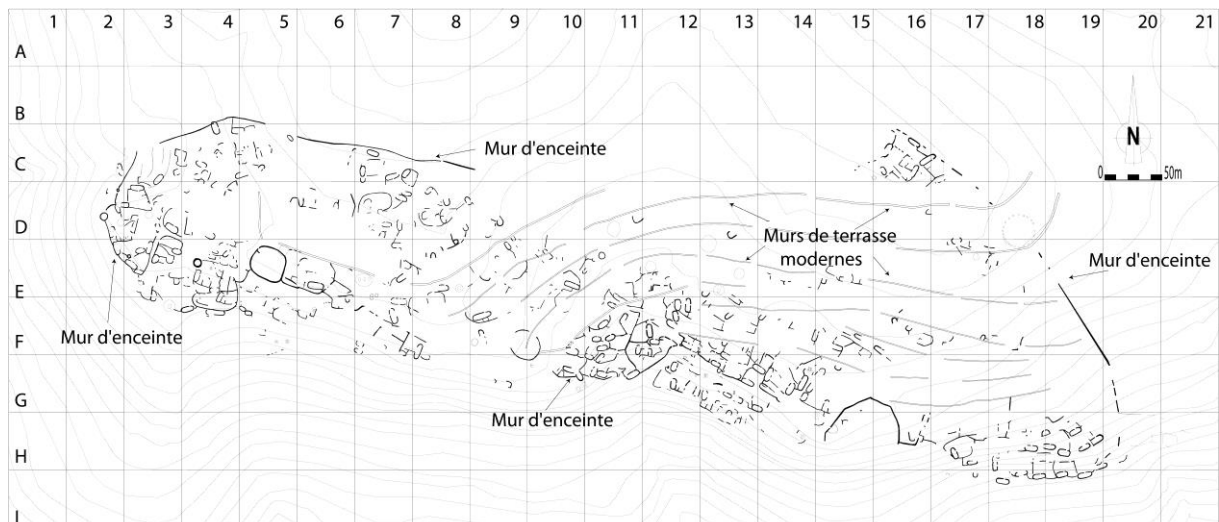 1 2 3 4 5 6 7 8 9 10 11 12 13 14 15 16 17 18 19 20 21
A
B
Mur d'enceinte
N
C
0 50m
D
Murs de terrasse
modernes
Mur d'enceinte
E
Mur d'enceinte
F
G
Mur d'enceinte
H
I